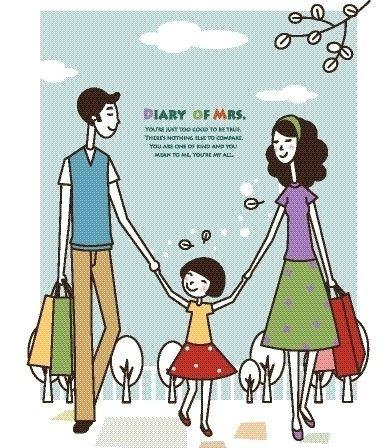 DIARY OF MRS.
YOU'RE JUST TOO GOOD TO BE TRUE,
THERE'S NOTHING ELSE TO COMPARE.
YOU ARE ONE OF KIND AND YOU
MEAN TO ME, YOU'RE MY ALL.